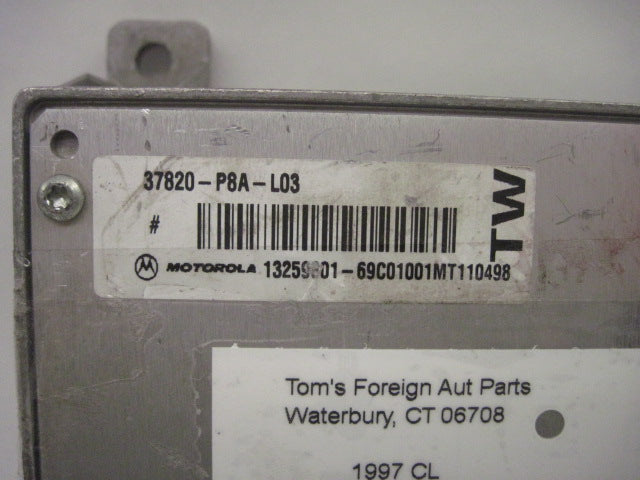 37820-P8A-L03
#
TW
MOTOROLA
Tom's Foreign Aut Parts
Waterbury, CT 06708
1997 CL